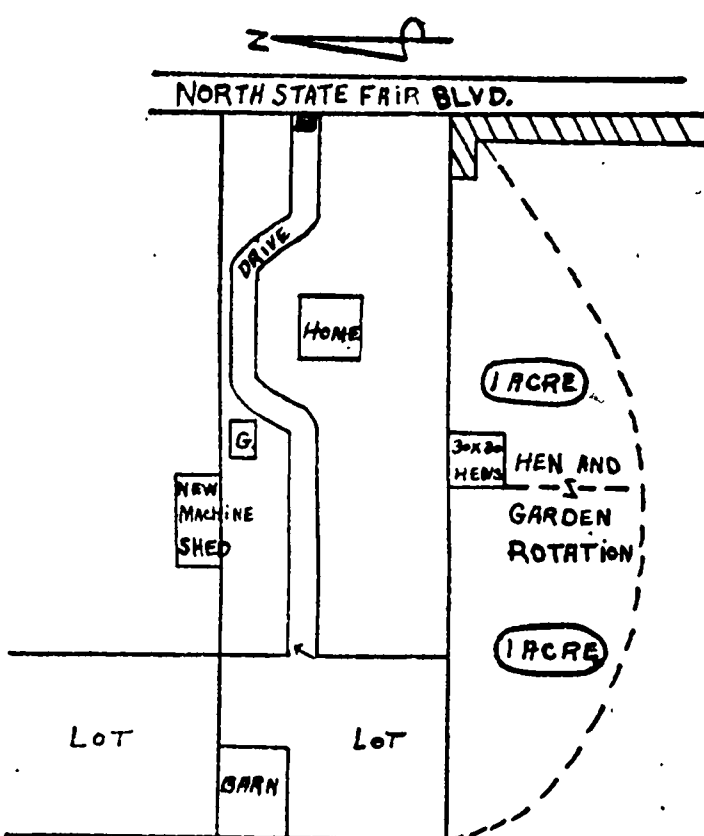 N
NORTH STATE FAIR BLVD.
DRIVE
HOME
1 ACRE
G
30x20
HENS
HEN AND
GARDEN
ROTATION
NEW
MACHINE
SHED
1 ACRE
LOT
LOT
BARN